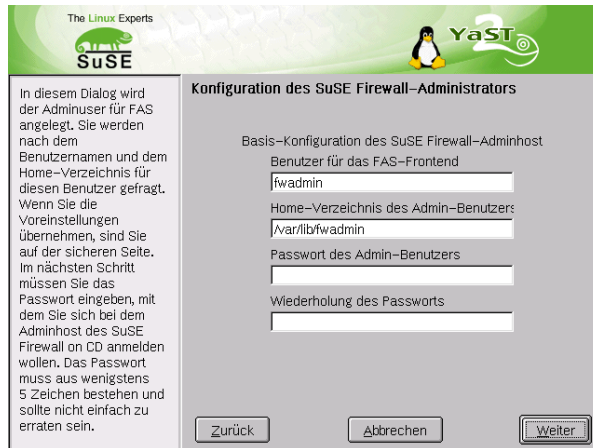 The Linux Experts
SuSE
YaST
2
In diesem Dialog wird
der Adminuser für FAS
angelegt. Sie werden
nach dem
Benutzernamen und dem
Home-Verzeichnis für
diesen Benutzer gefragt.
Wenn Sie die
Voreinstellungen
übernehmen, sind Sie
auf der sicheren Seite.
Im nächsten Schritt
müssen Sie das
Passwort eingeben, mit
dem Sie sich bei dem
Adminhost des SuSE
Firewall on CD anmelden
wollen. Das Passwort
muss aus wenigstens
5 Zeichen bestehen und
sollte nicht einfach zu
erraten sein.
Konfiguration des SuSE Firewall-Administrators
Basis-Konfiguration des SuSE Firewall-Adminhost
Benutzer für das FAS-Frontend
fwadmin
Home-Verzeichnis des Admin-Benutzers
/var/lib/fwadmin
Passwort des Admin-Benutzers
Wiederholung des Passworts
Zurück
Abbrechen
Weiter